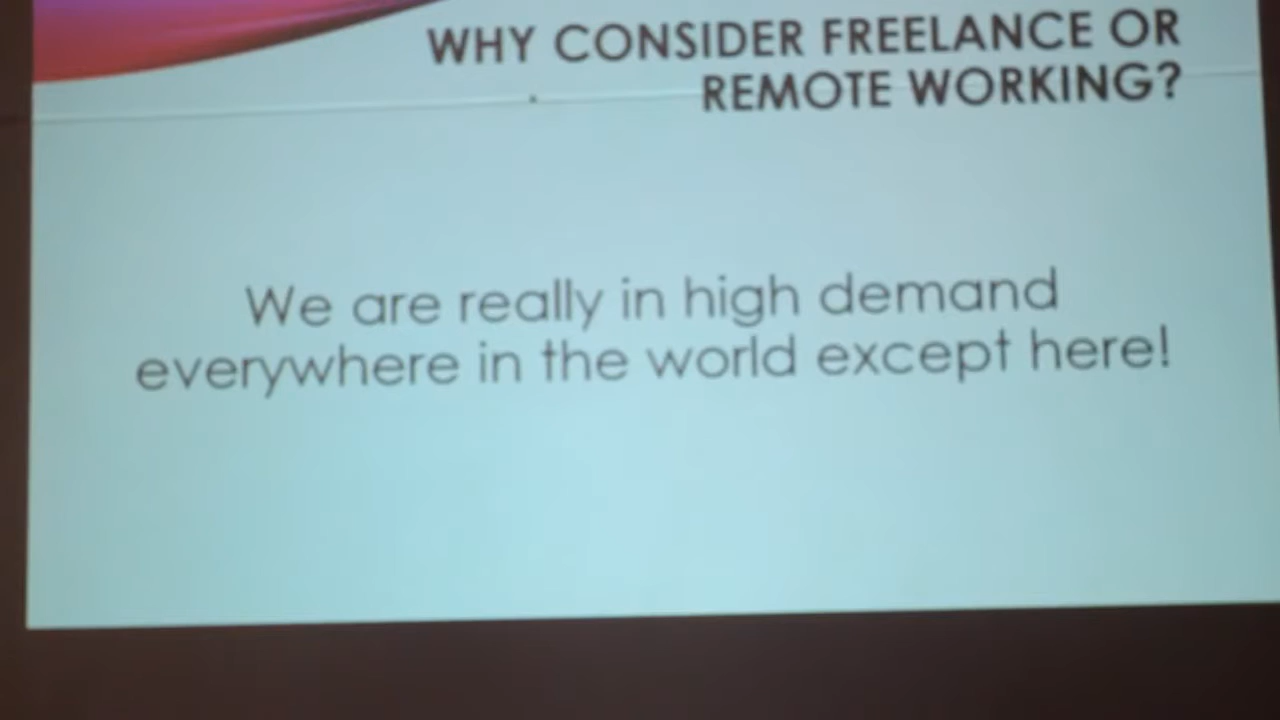 WHY CONSIDER FREELANCE OR
REMOTE WORKING?
We are really in high demand
everywhere in the world except here!